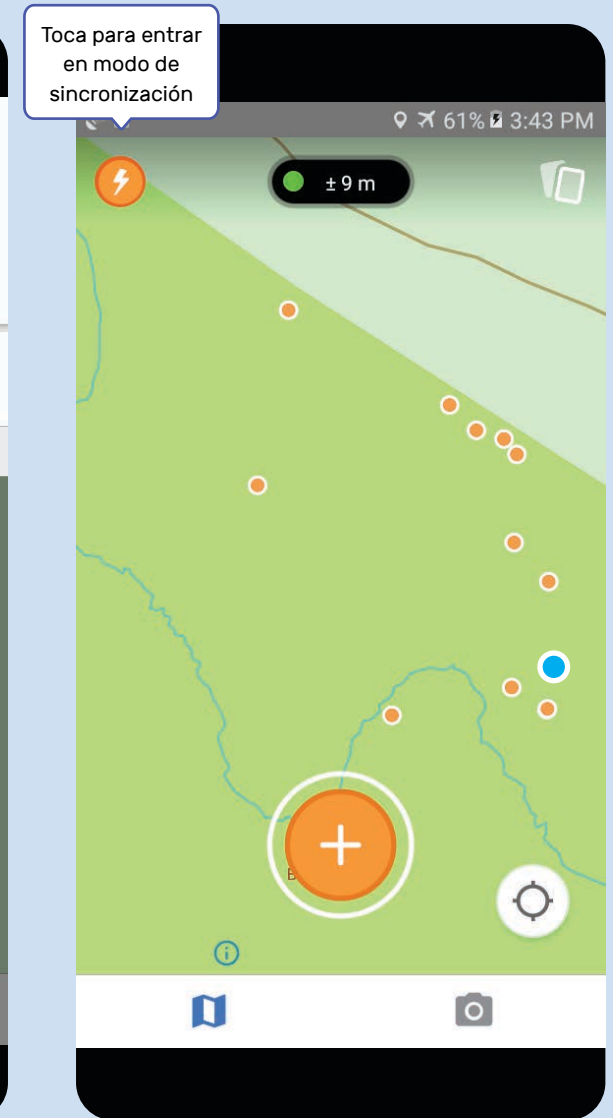 Toca para entrar
en modo de
sincronización
61% 3:43 PM
± 9 m
B